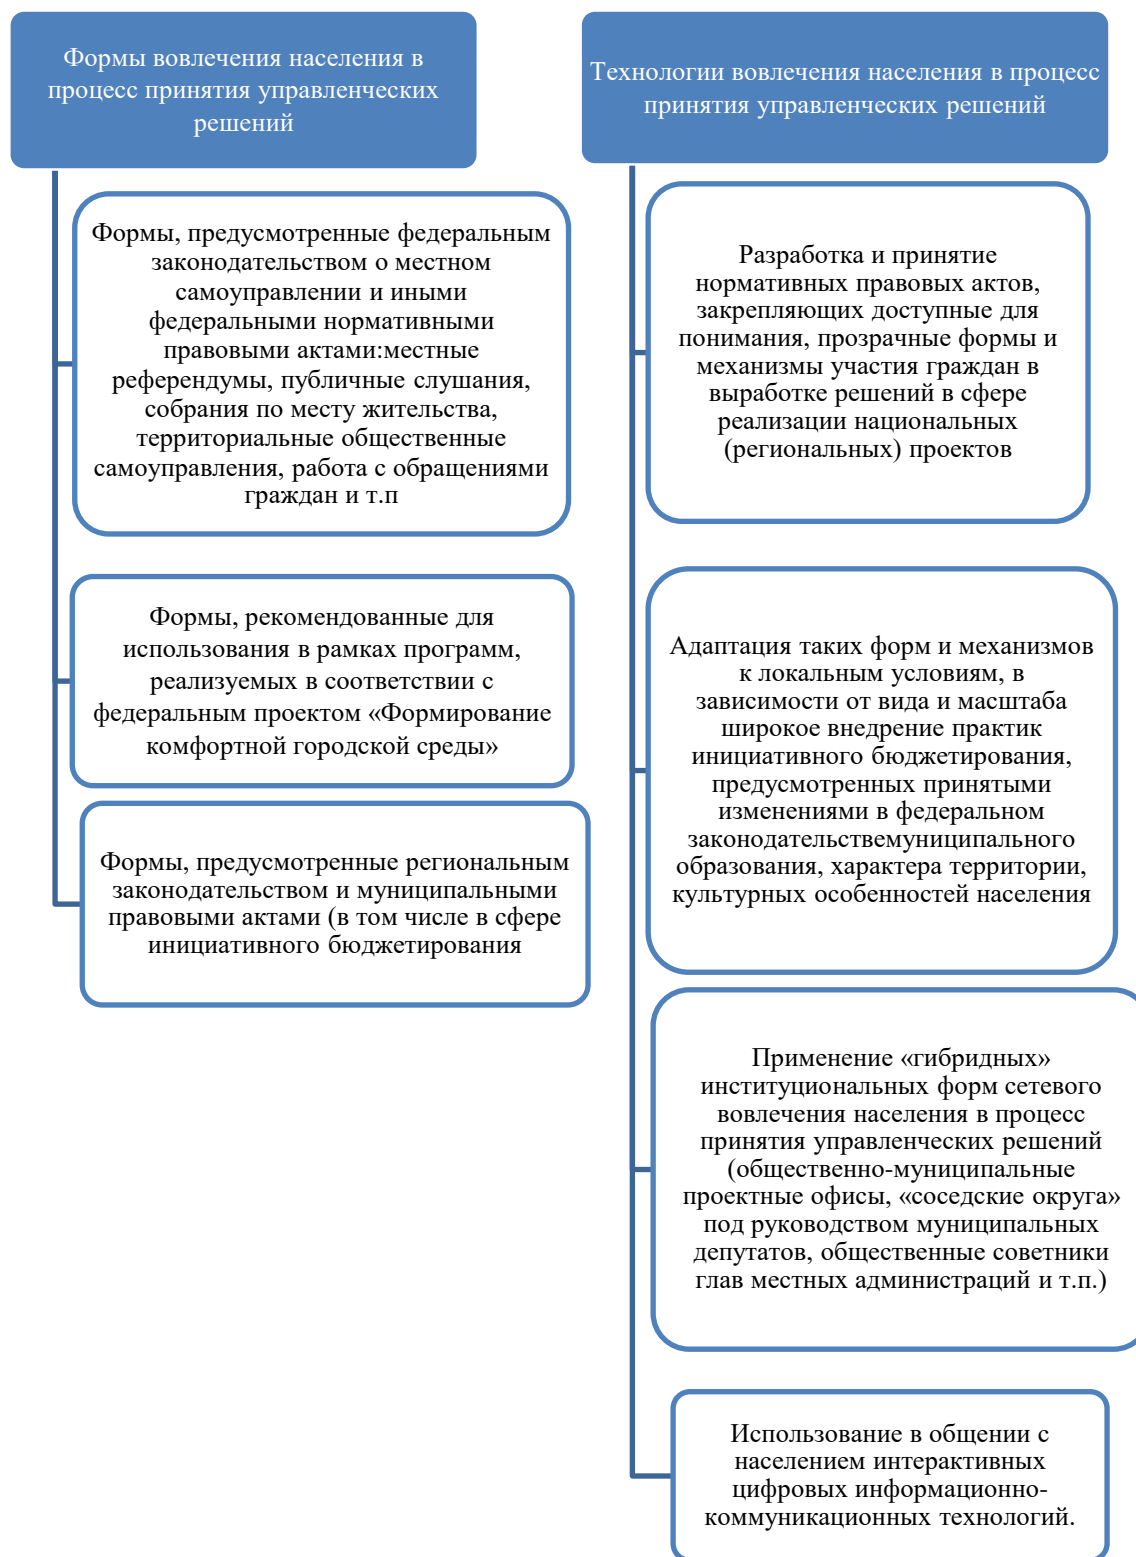 Формы вовлечения населения в
процесс принятия управленческих
решений
Формы, предусмотренные федеральным
законодательством о местном
самоуправлении и иными
федеральными нормативными
правовыми актами:местные
референдумы, публичные слушания,
собрания по месту жительства,
территориальные общественные
самоуправления, работа с обращениями
граждан и т.п
Формы, рекомендованные для
использования в рамках программ,
реализуемых в соответствии с
федеральным проектом «Формирование
комфортной городской среды»
Формы, предусмотренные региональным
законодательством и муниципальными
правовыми актами (в том числе в сфере
инициативного бюджетирования
Технологии вовлечения населения в процесс
принятия управленческих решений
Разработка и принятие
нормативных правовых актов,
закрепляющих доступные для
понимания, прозрачные формы и
механизмы участия граждан в
выработке решений в сфере
реализации национальных
(региональных) проектов
Адаптация таких форм и механизмов
к локальным условиям, в
зависимости от вида и масштаба
широкое внедрение практик
инициативного бюджетирования,
предусмотренных принятыми
изменениями в федеральном
законодательствемуниципального
образования, характера территории,
культурных особенностей населения
Применение «гибридных»
институциональных форм сетевого
вовлечения населения в процесс
принятия управленческих решений
(общественно-муниципальные
проектные офисы, «соседские округа»
под руководством муниципальных
депутатов, общественные советники
глав местных администраций и т.п.)
Использование в общении с
населением интерактивных
цифровых информационно-
коммуникационных технологий.